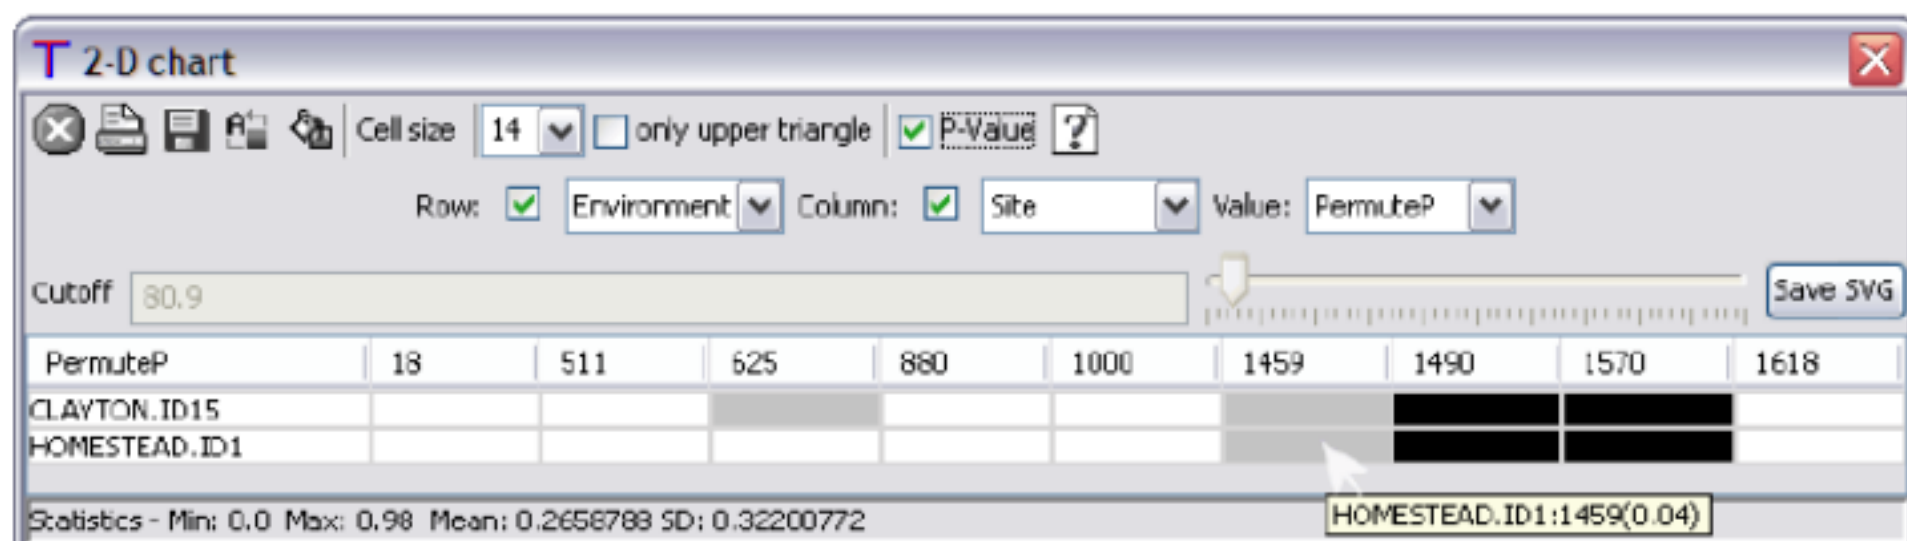 2-D chart
Cell size 14 only upper triangle P-Value
Row: Environment Column: Site Value: PermuteP
Cutoff 80.9 Save SVG
PermuteP 18 511 625 880 1000 1459 1490 1570 1618
CLAYTON.ID15
HOMESTEAD.ID1
HOMESTEAD.ID1:1459(0.04)
Statistics - Min: 0.0 Max: 0.98 Mean: 0.2658788 SD: 0.32200772